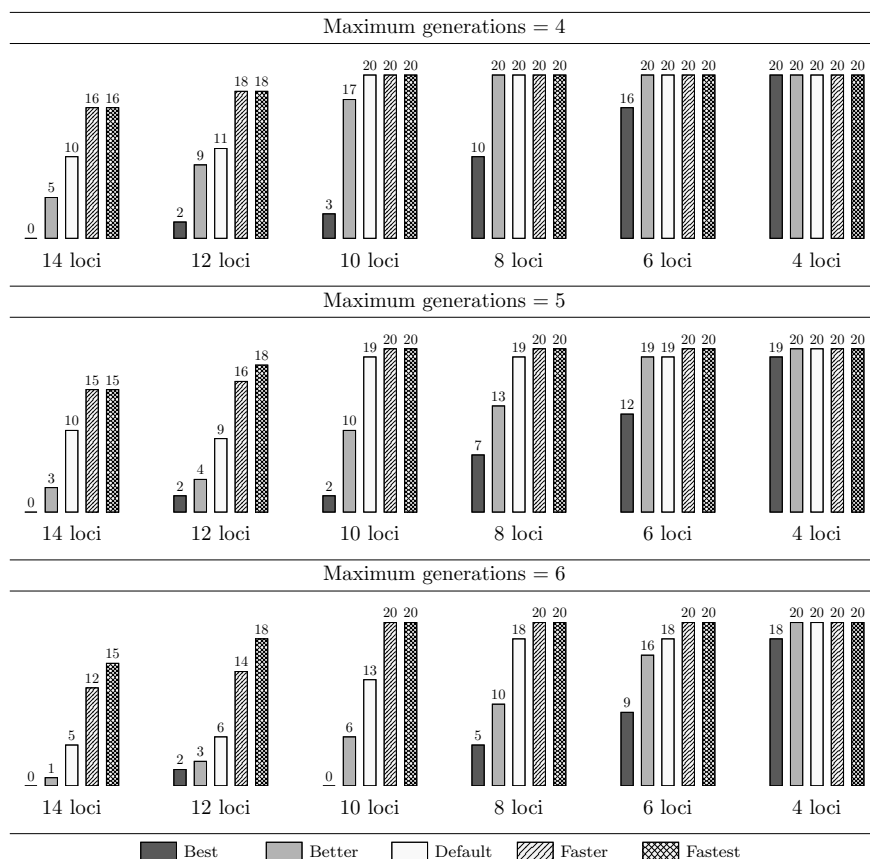 Maximum generations = 4
0 5 10 16 16 2 9 11 18 18 3 17 20 20 20 10 20 20 20 20 16 20 20 20 20 20 20 20 20 20
14 loci 12 loci 10 loci 8 loci 6 loci 4 loci
Maximum generations = 5
0 3 10 15 15 2 4 9 16 18 2 10 19 20 20 7 13 19 20 20 12 19 19 20 20 19 20 20 20 20
14 loci 12 loci 10 loci 8 loci 6 loci 4 loci
Maximum generations = 6
0 1 5 12 15 2 3 6 14 18 0 6 13 20 20 5 10 18 20 20 9 16 18 20 20 18 20 20 20 20
14 loci 12 loci 10 loci 8 loci 6 loci 4 loci
Best Better Default Faster Fastest